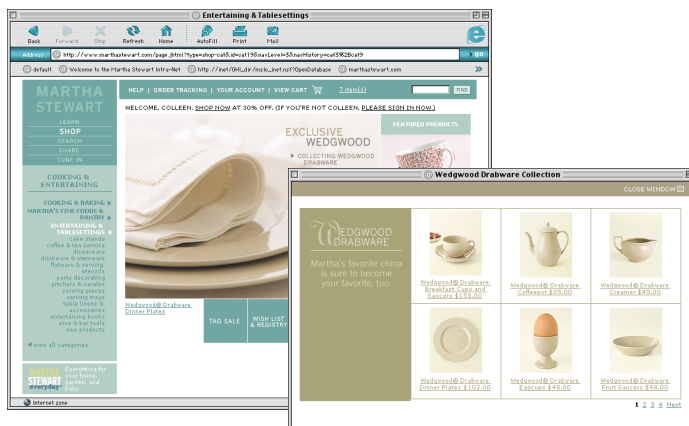 Entertaining & Tablesettings
Back Forward Stop Refresh Home AutoFill Print Mail
Address http://www.marthastewart.com/page.jhtml?type=shop-cat&id=cat19&navLevel=3&navHistory=cat3%2Bcat9 go
default Welcome to the Martha Stewart Intra-Net marthastewart.com
MARTHA
STEWART
LEARN
SHOP
SEARCH
SHARE
TUNE IN
HELP | ORDER TRACKING | YOUR ACCOUNT | VIEW CART 7 item(s) FIND
WELCOME, COLLEEN. SHOP NOW AT 30% OFF. (IF YOU'RE NOT COLLEEN, PLEASE SIGN IN NOW.)
EXCLUSIVE
WEDGWOOD
COLLECTING WEDGWOOD
DRABWARE
FEATURED PRODUCTS
COOKING &
ENTERTAINING
COOKING & BAKING
MARTHA'S FINE FOODS &
PANTRY
ENTERTAINING &
TABLESETTINGS
cake stands
coffee & tea service
dinnerware
drinkware & stemware
flatware & serving
utensils
party decorating
pitchers & carafes
serving pieces
serving trays
table linens &
accessories
entertaining books
wine & bar tools
new products
view all categories
Wedgwood® Drabware
Dinner Plates
TAG SALE
WISH LIST
& REGISTRY
MARTHA
STEWART
everyday
Everything for
your home,
garden, and
baby
Internet zone
Wedgwood Drabware Collection
CLOSE WINDOW
WEDGWOOD
DRABWARE
Martha's favorite china
is sure to become
your favorite, too.
Wedgwood® Drabware
Breakfast Cups and
Saucers $158.00
Wedgwood® Drabware
Coffeepot $85.00
Wedgwood® Drabware
Creamer $45.00
Wedgwood® Drabware
Dinner Plates $102.00
Wedgwood® Drabware
Eggcups $48.00
Wedgwood® Drabware
Fruit Saucers $48.00
1 2 3 4 Next